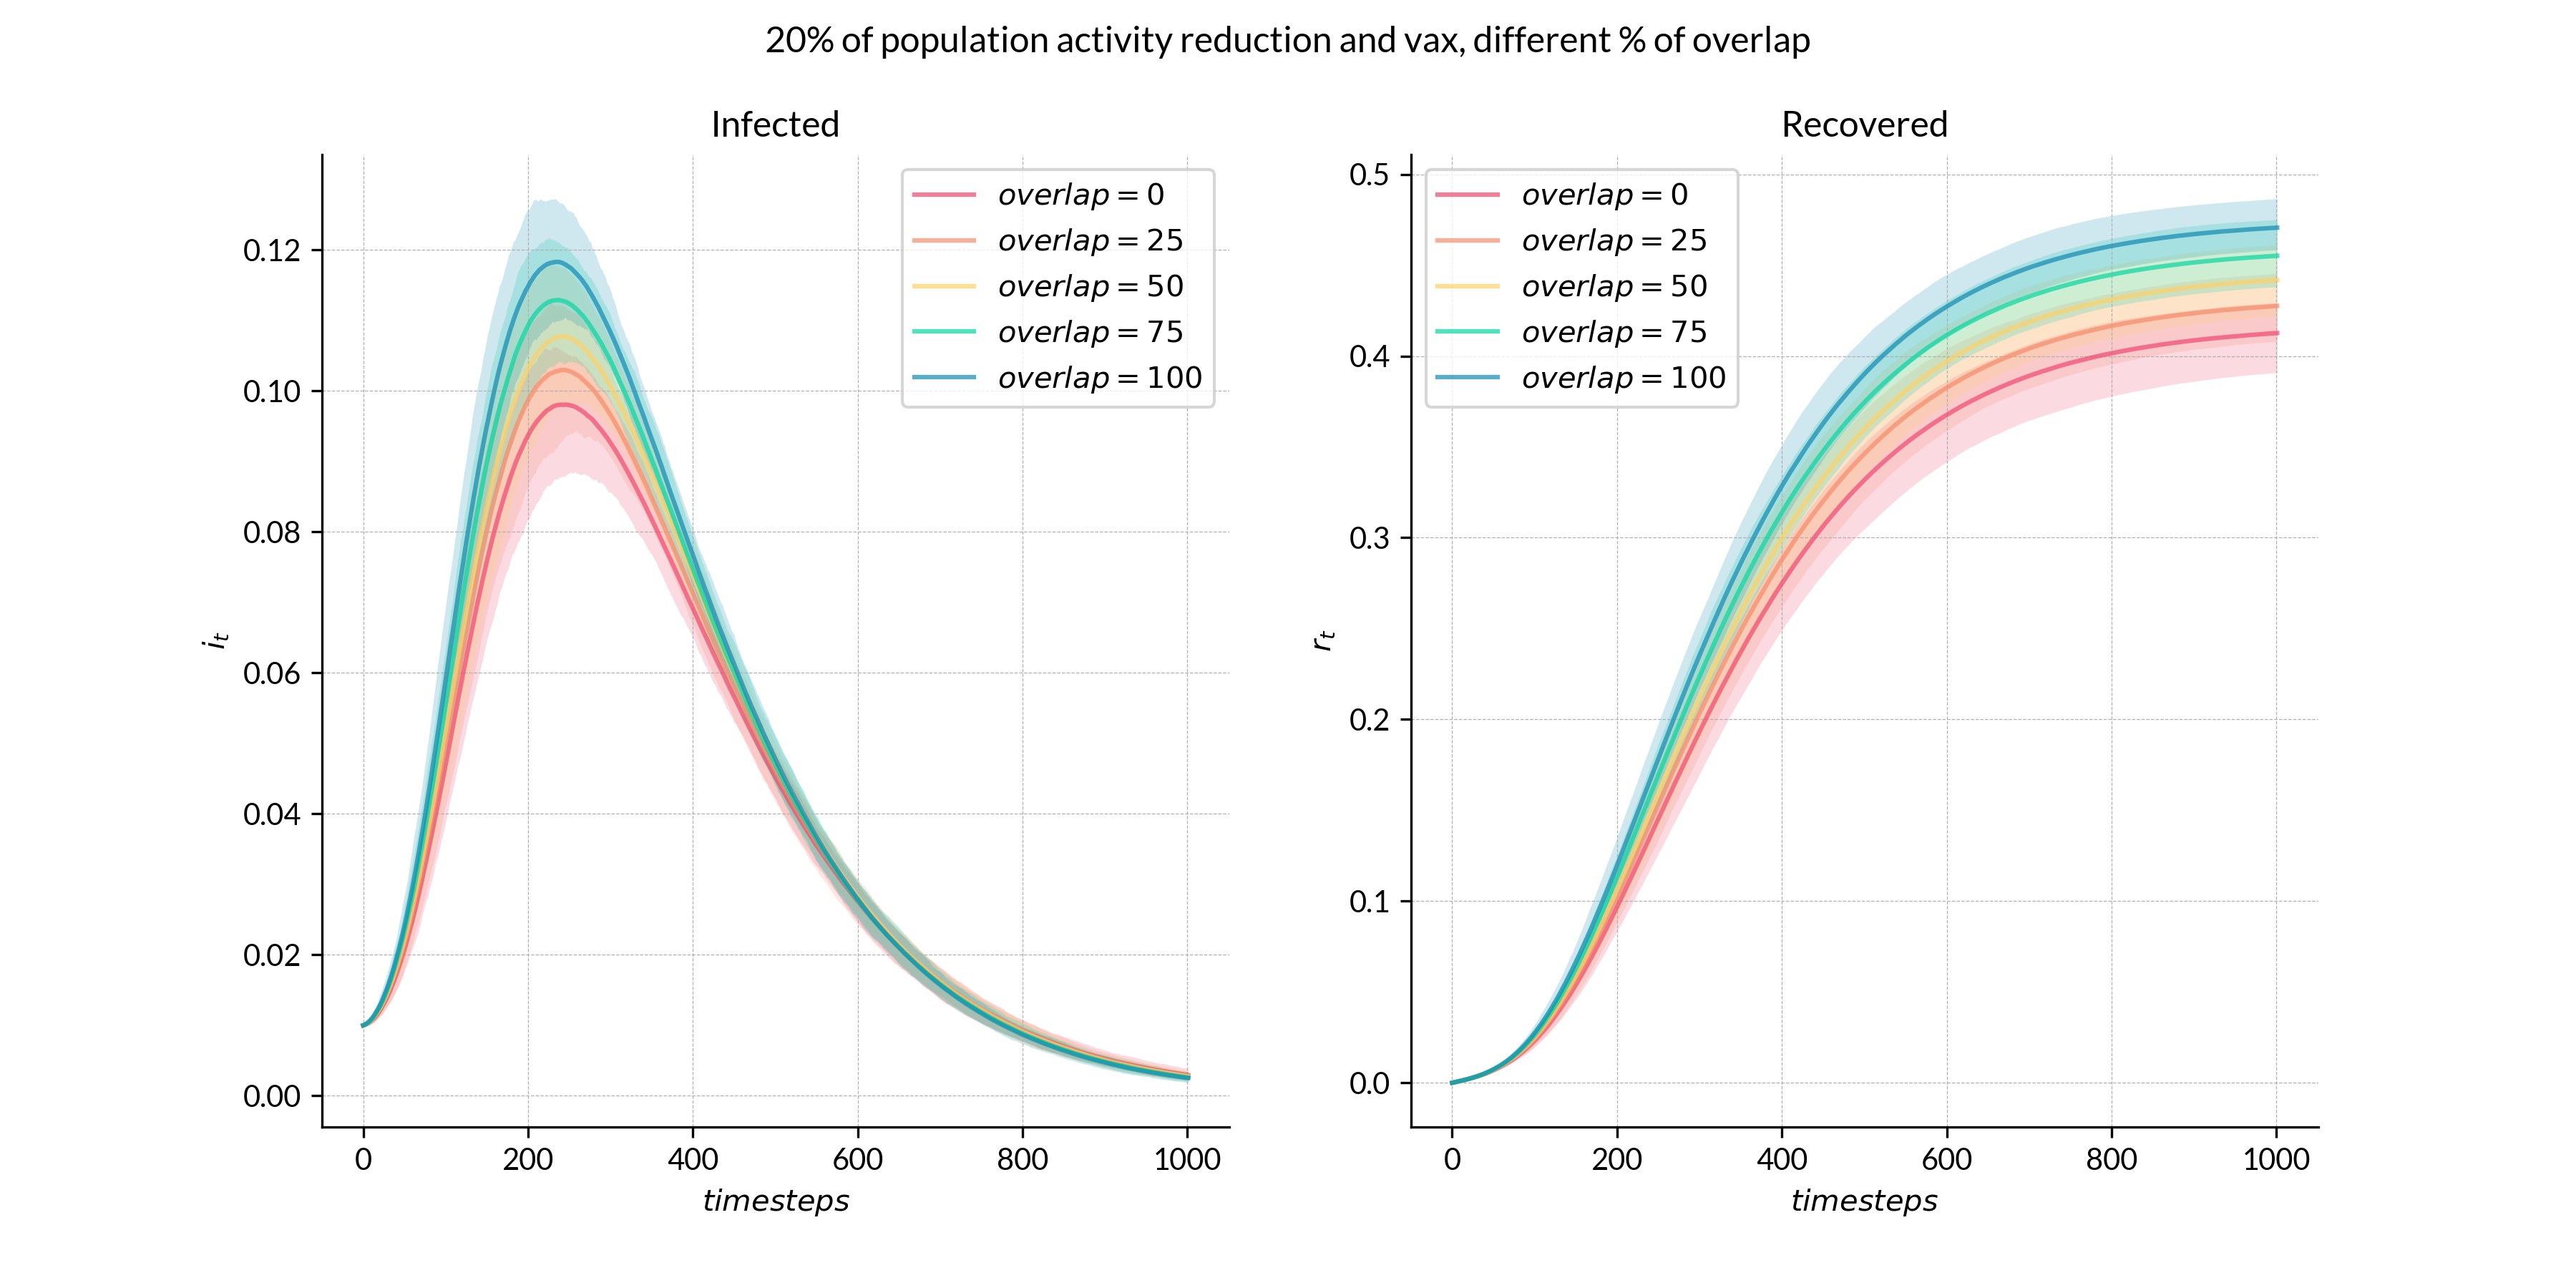 20% of population activity reduction and vax, different % of overlap
Infected
overlap = 0
overlap = 25
overlap = 50
overlap = 75
overlap = 100
0.12
0.10
0.08
0.06
0.04
0.02
0.00
i_t
0 200 400 600 800 1000
timesteps
Recovered
overlap = 0
overlap = 25
overlap = 50
overlap = 75
overlap = 100
0.5
0.4
0.3
0.2
0.1
0.0
r_t
0 200 400 600 800 1000
timesteps